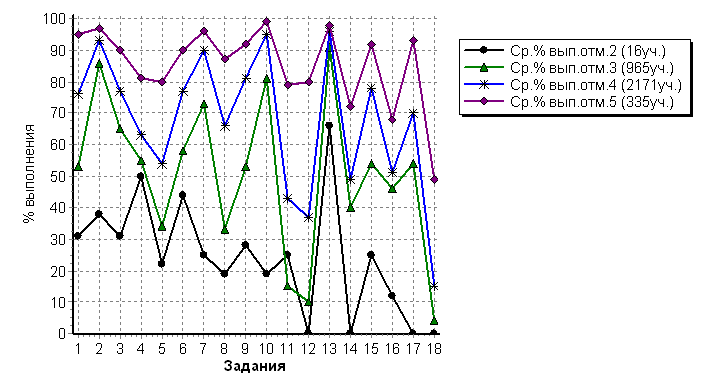 100
90
80
70
60
50
40
30
20
10
0
% выполнения
1 2 3 4 5 6 7 8 9 10 11 12 13 14 15 16 17 18
Задания
Ср.% вып.отм.2 (16уч.)
Ср.% вып.отм.3 (965уч.)
Ср.% вып.отм.4 (2171уч.)
Ср.% вып.отм.5 (335уч.)